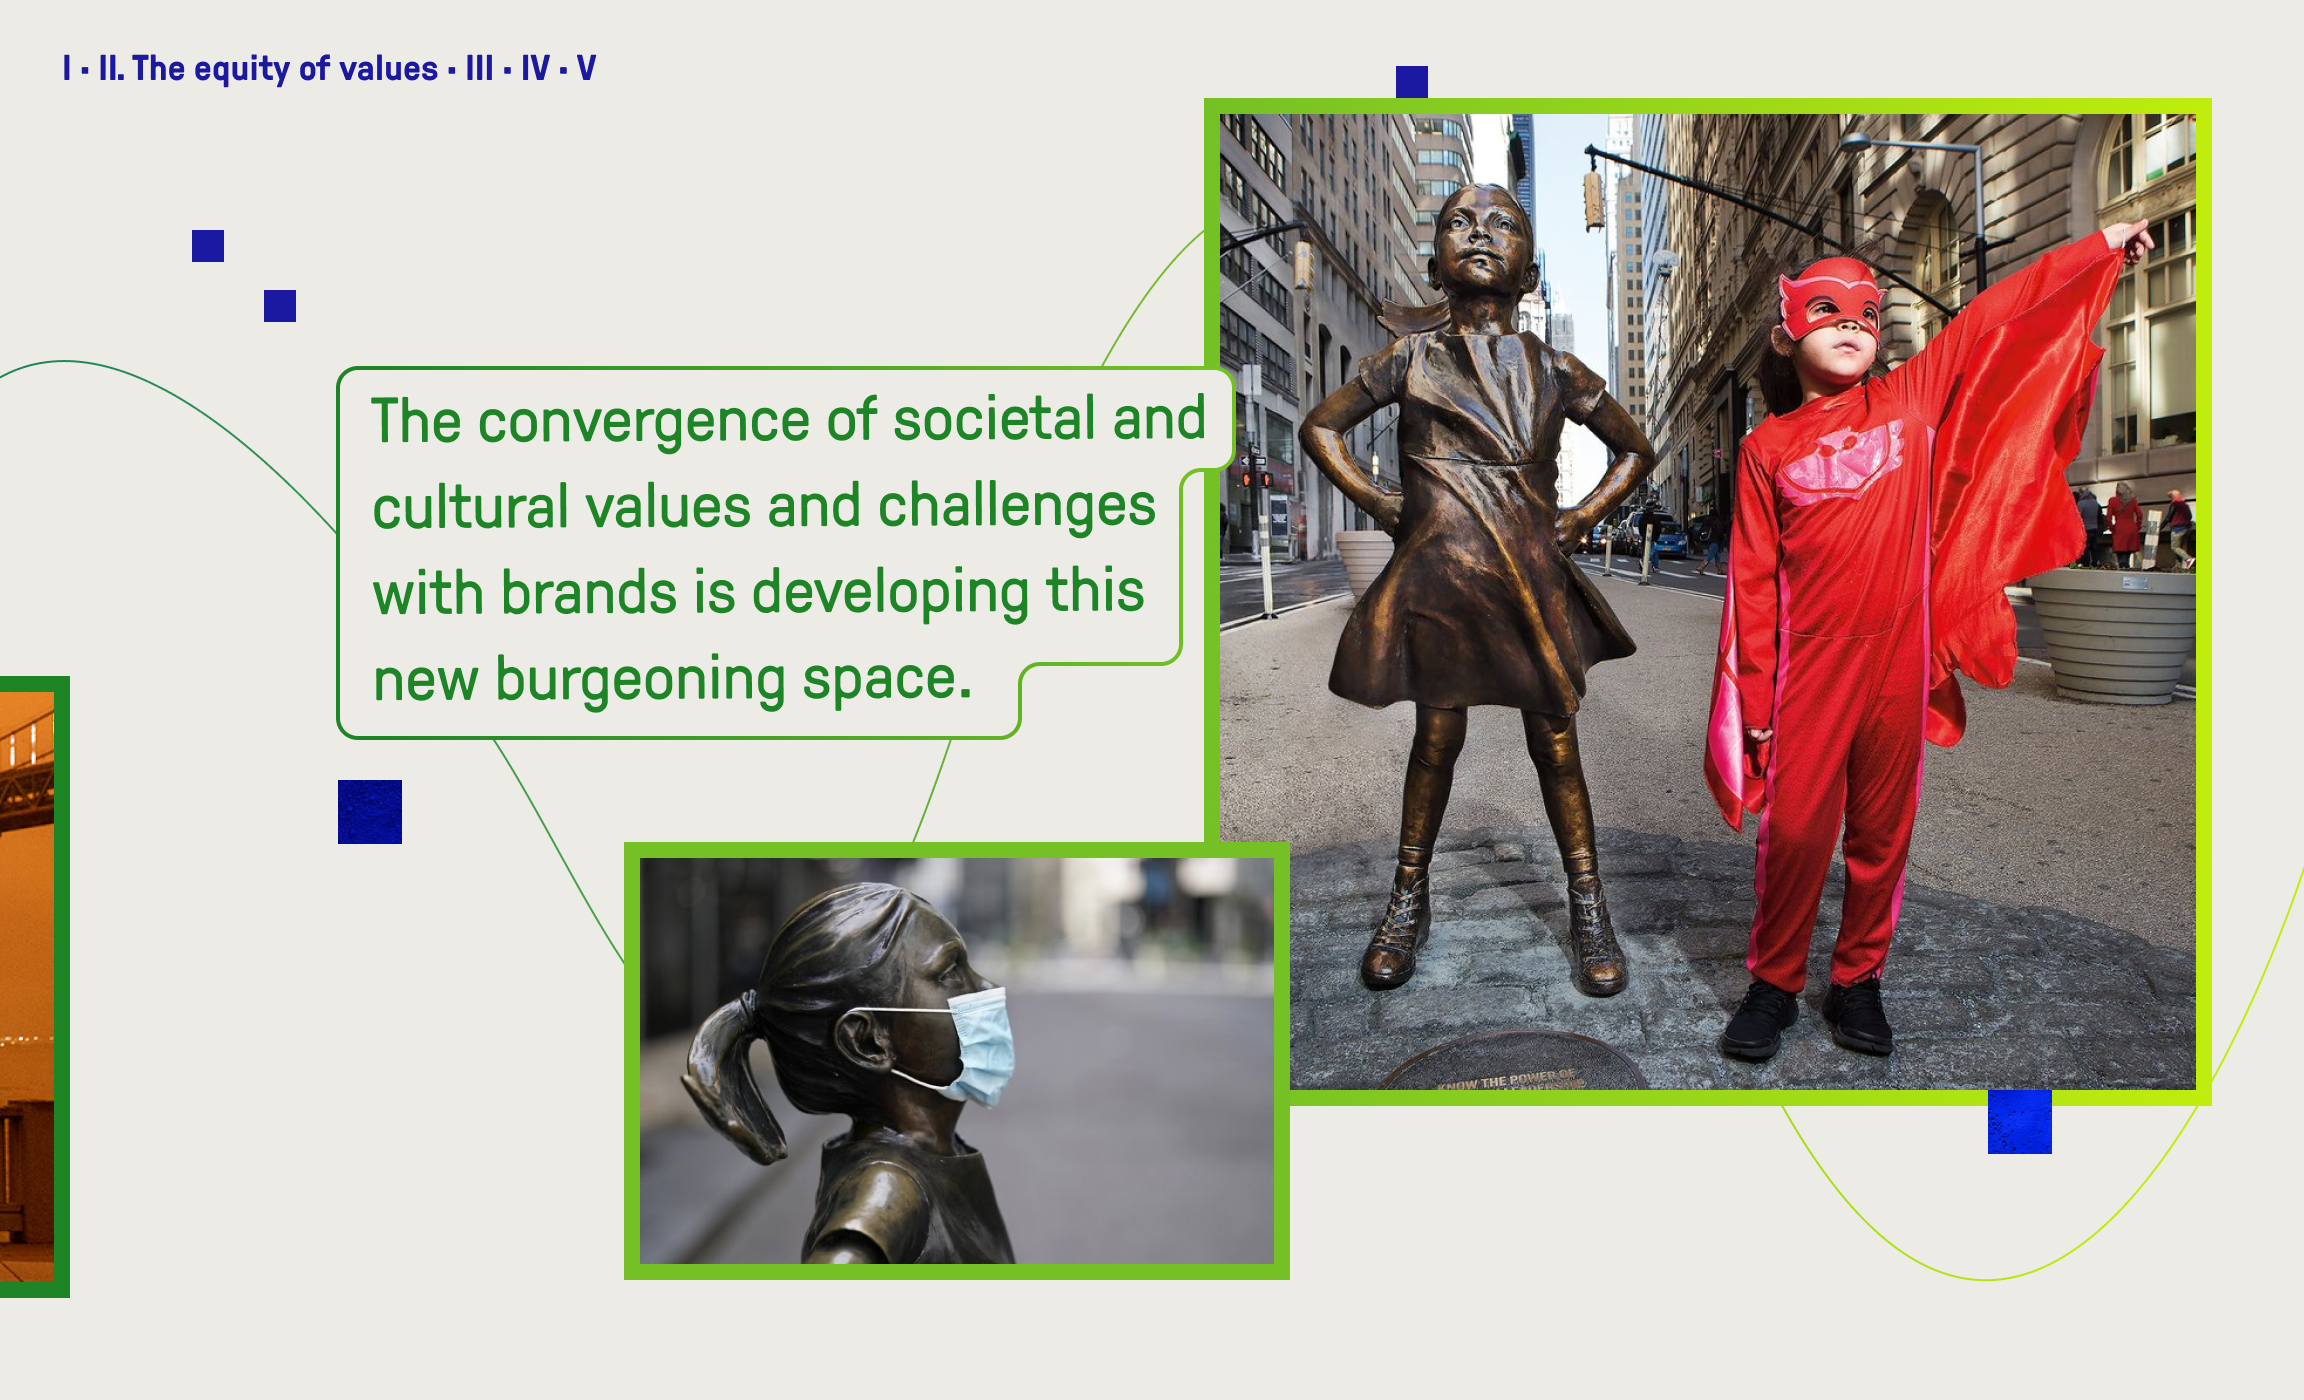 I · II. The equity of values · III · IV · V
The convergence of societal and
cultural values and challenges
with brands is developing this
new burgeoning space.
KNOW THE POWER OF